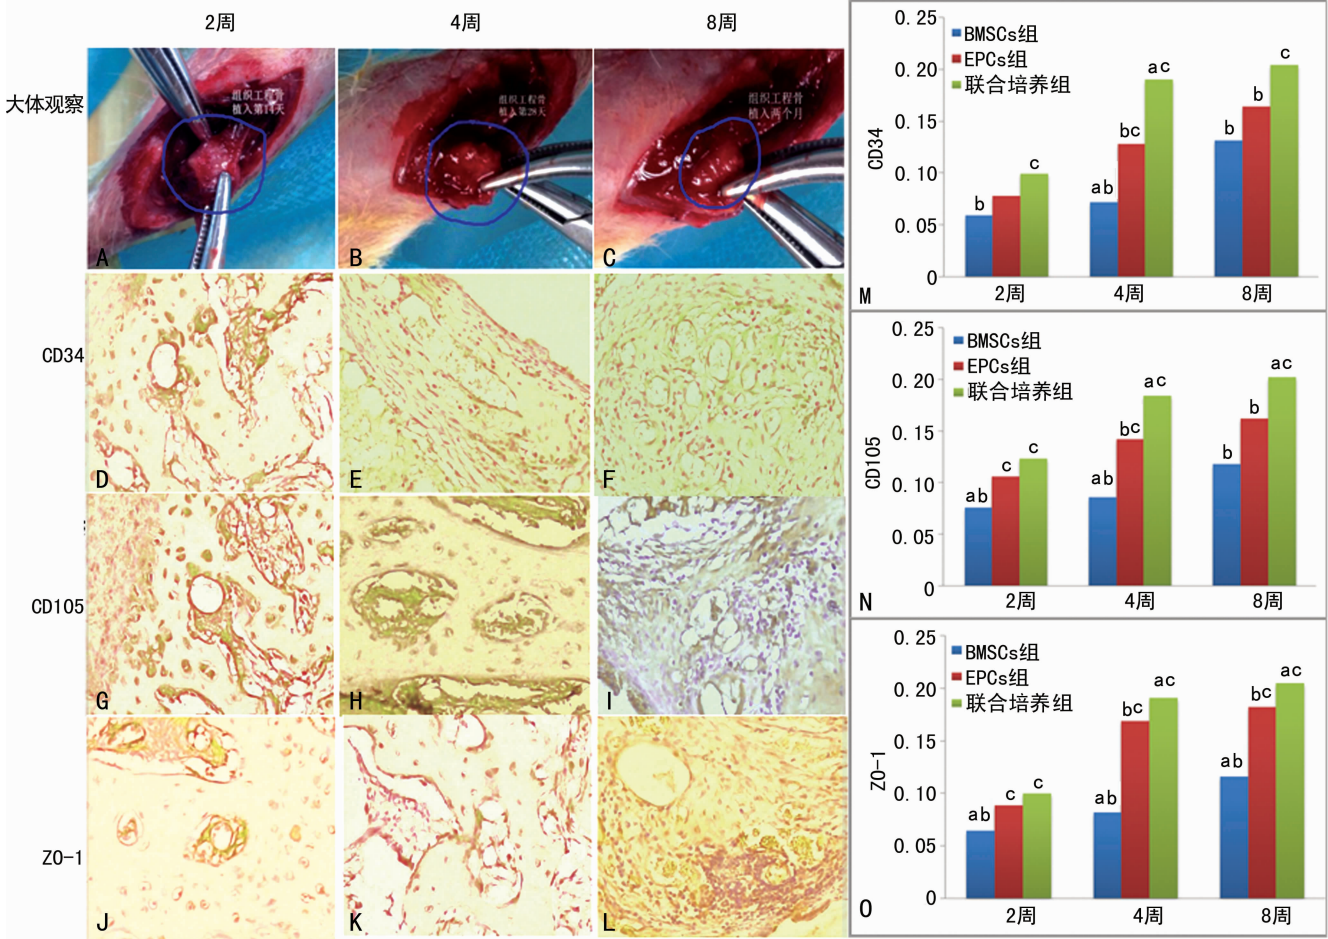 2周 4周 8周
大体观察
组织工程骨
植入第14天
组织工程骨
植入第28天
组织工程骨
植入两个月
A B C
CD34
D E F
CD105
G H I
ZO-1
J K L
0.25
0.20
0.15
0.10
0.05
0
CD34
BMSCs组
EPCs组
联合培养组
b c
ab bc ac
b b c
2周 4周 8周
M
0.25
0.20
0.15
0.10
0.05
0
CD105
BMSCs组
EPCs组
联合培养组
ab c c
ab bc ac
b b ac
2周 4周 8周
N
0.25
0.20
0.15
0.10
0.05
0
ZO-1
BMSCs组
EPCs组
联合培养组
ab c c
ab bc ac
ab bc ac
2周 4周 8周
O